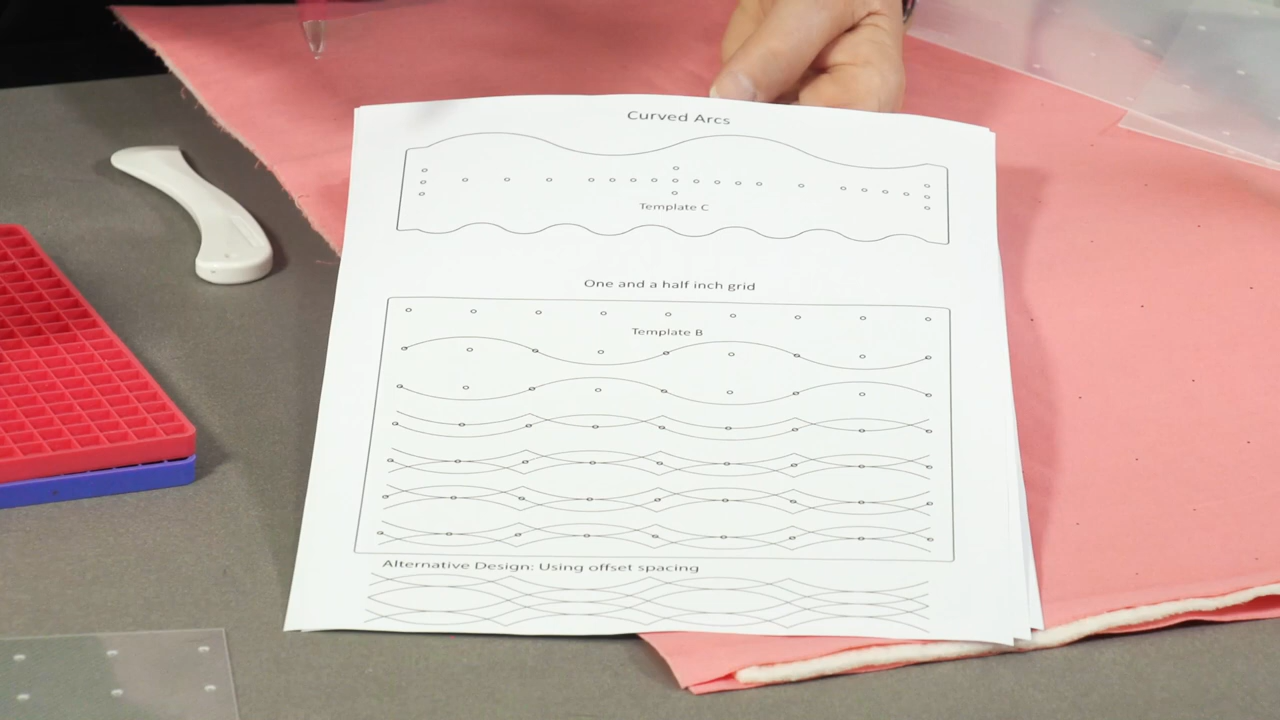 Curved Arcs
Template C
One and a half inch grid
Template B
Alternative Design: Using offset spacing